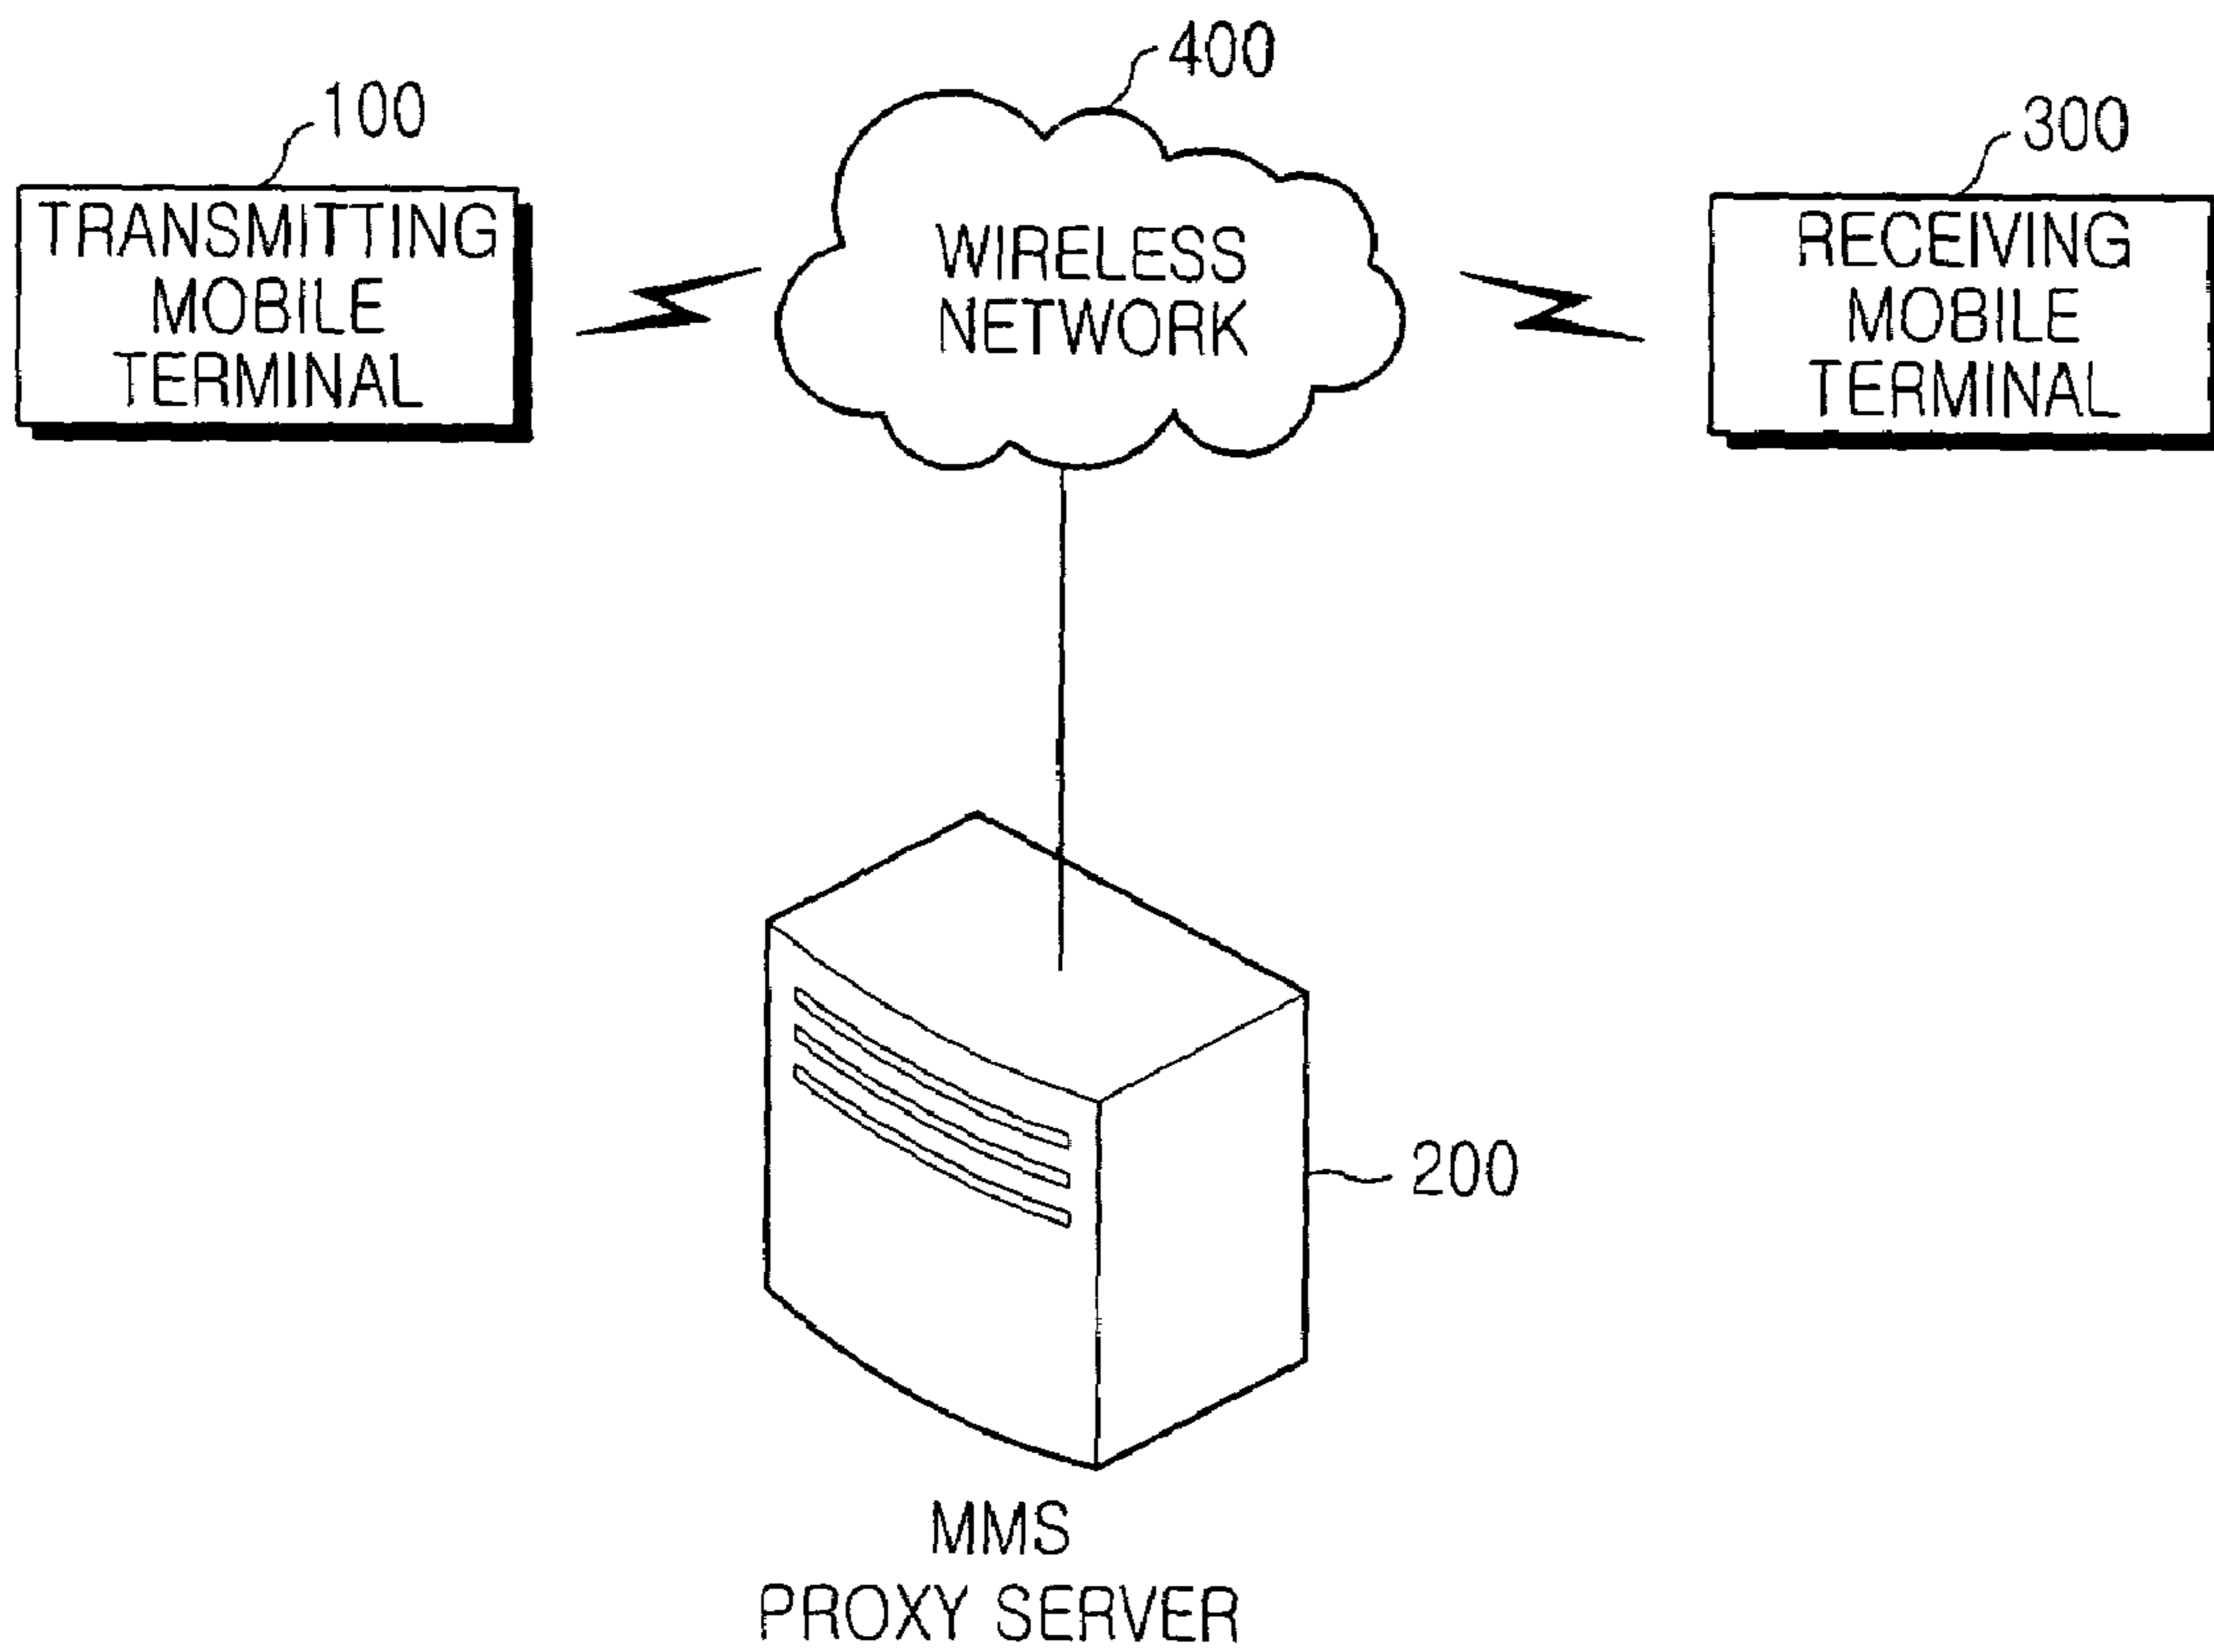 400
100
300
TRANSMITTING
MOBILE
TERMINAL
WIRELESS
NETWORK
RECEIVING
MOBILE
TERMINAL
200
MMS
PROXY SERVER